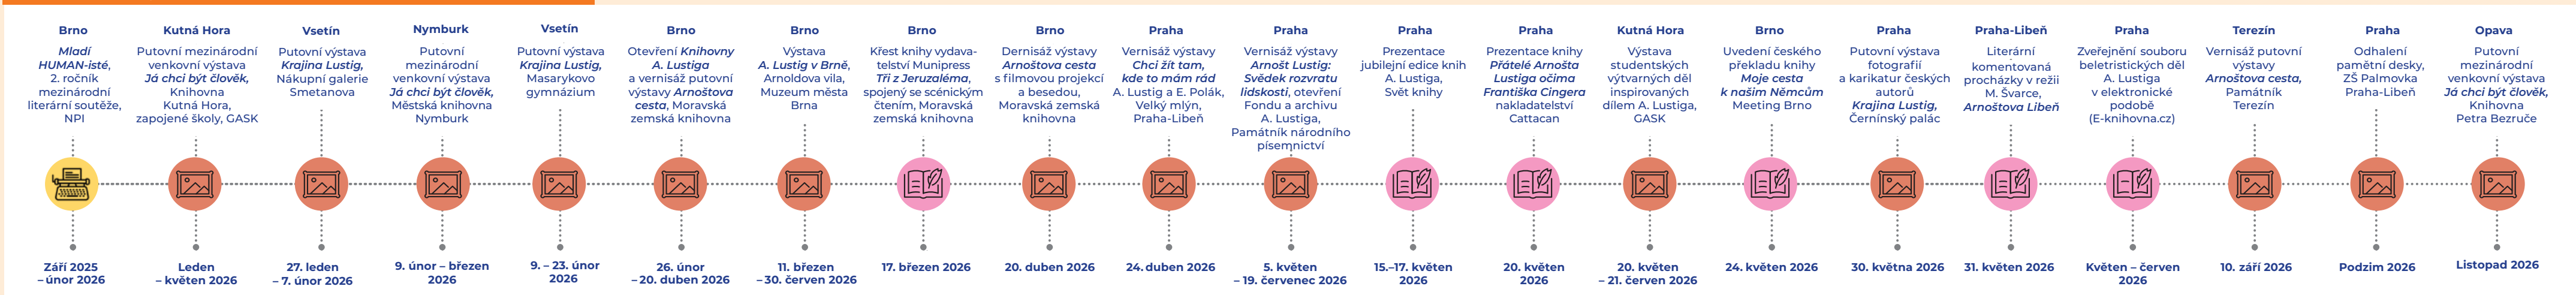 Brno
Mladí
HUMAN-isté,
2. ročník
mezinárodní
literární soutěže,
NPI
Září 2025
– únor 2026
Kutná Hora
Putovní mezinárodní
venkovní výstava
Já chci být člověk,
Knihovna
Kutná Hora,
zapojené školy, GASK
Leden
– květen 2026
Vsetín
Putovní výstava
Krajina Lustig,
Nákupní galerie
Smetanova
27. leden
– 7. únor 2026
Nymburk
Putovní
mezinárodní
venkovní výstava
Já chci být člověk,
Městská knihovna
Nymburk
9. únor – březen
2026
Vsetín
Putovní výstava
Krajina Lustig,
Masarykovo
gymnázium
9. – 23. únor
2026
Brno
Otevření Knihovny
A. Lustiga
a vernisáž putovní
výstavy Arnoštova
cesta, Moravská
zemská knihovna
26. únor
– 20. duben 2026
Brno
Výstava
A. Lustig v Brně,
Arnoldova vila,
Muzeum města
Brna
11. březen
– 30. červen 2026
Brno
Křest knihy vydava-
telství Munipress
Tři z Jeruzaléma,
spojený se scénickým
čtením, Moravská
zemská knihovna
17. březen 2026
Brno
Dernisáž výstavy
Arnoštova cesta
s filmovou projekcí
a besedou,
Moravská zemská
knihovna
20. duben 2026
Praha
Vernisáž výstavy
Chci žít tam,
kde to mám rád
A. Lustig a E. Polák,
Velký mlýn,
Praha-Libeň
24. duben 2026
Praha
Vernisáž výstavy
Arnošt Lustig:
Svědek rozvratu
lidskosti, otevření
Fondu a archivu
A. Lustiga,
Památník národního
písemnictví
5. květen
– 19. červenec 2026
Praha
Prezentace
jubilejní edice knih
A. Lustiga,
Svět knihy
15.–17. květen
2026
Praha
Prezentace knihy
Přátelé Arnošta
Lustiga očima
Františka Cingera
nakladatelství
Cattacan
20. květen
2026
Kutná Hora
Výstava
studentských
výtvarných děl
inspirovaných
dílem A. Lustiga,
GASK
20. květen
– 21. červen 2026
Brno
Uvedení českého
překladu knihy
Moje cesta
k našim Němcům
Meeting Brno
24. květen 2026
Praha
Putovní výstava
fotografií
a karikatur českých
autorů
Krajina Lustig,
Černínský palác
30. května 2026
Praha-Libeň
Literární
komentovaná
procházky v režii
M. Švarce,
Arnoštova Libeň
31. květen 2026
Praha
Zveřejnění souboru
beletristických děl
A. Lustiga
v elektronické
podobě
(E-knihovna.cz)
Květen – červen
2026
Terezín
Vernisáž putovní
výstavy
Arnoštova cesta,
Památník
Terezín
10. září 2026
Praha
Odhalení
pamětní desky,
ZŠ Palmovka
Praha-Libeň
Podzim 2026
Opava
Putovní
mezinárodní
venkovní výstava
Já chci být člověk,
Knihovna
Petra Bezruče
Listopad 2026